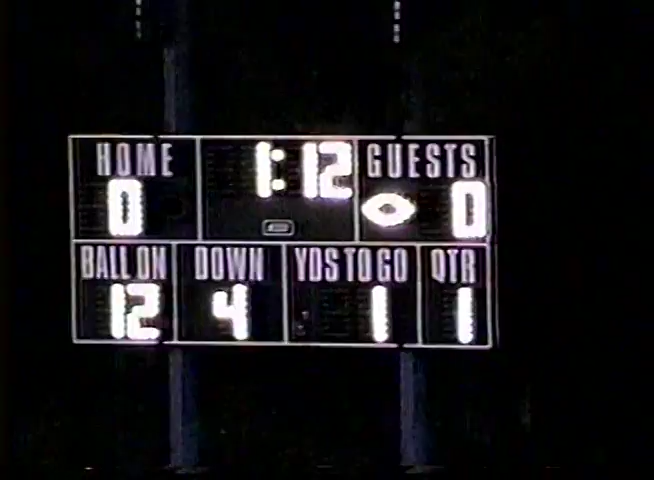 HOME 1:12 GUESTS
0 0
BALL ON DOWN YDS TO GO QTR
12 4 1 1